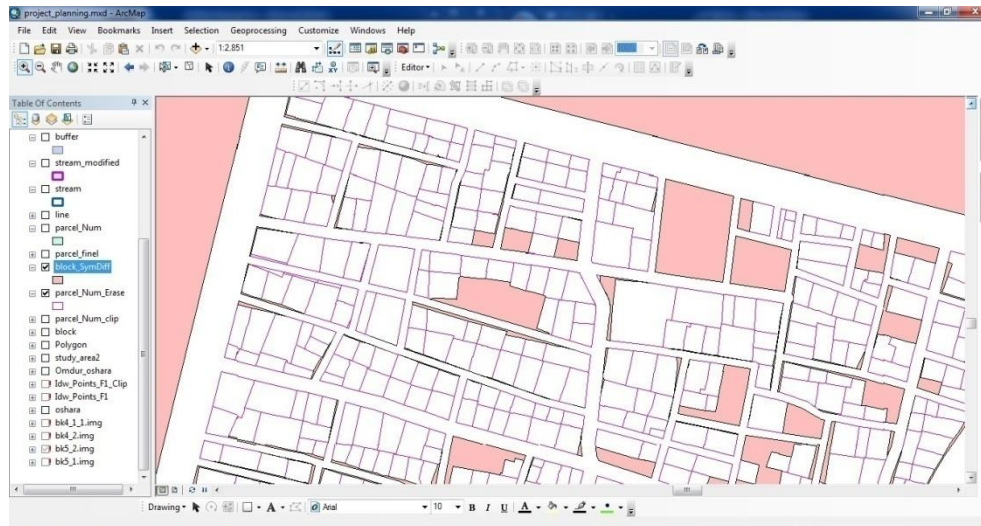 project_planning.mxd - ArcMap
File Edit View Bookmarks Insert Selection Geoprocessing Customize Windows Help
1:2.851
Editor
Table Of Contents
buffer
stream_modified
stream
line
parcel_Num
parcel_finel
block_SymDiff
parcel_Num_Erase
parcel_Num_clip
block
Polygon
study_area2
Omdur_oshara
Idw_Points_F1_Clip
Idw_Points_F1
oshara
bk4_1_1.img
bk4_2.img
bk5_2.img
bk5_1.img
Drawing A Arial 10 B I U A